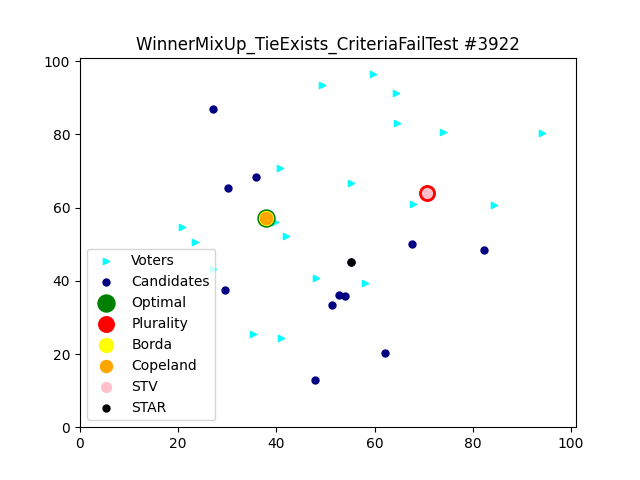 WinnerMixUp_TieExists_CriteriaFailTest #3922
100
80
60
40
20
0
Voters
Candidates
Optimal
Plurality
Borda
Copeland
STV
STAR
0 20 40 60 80 100